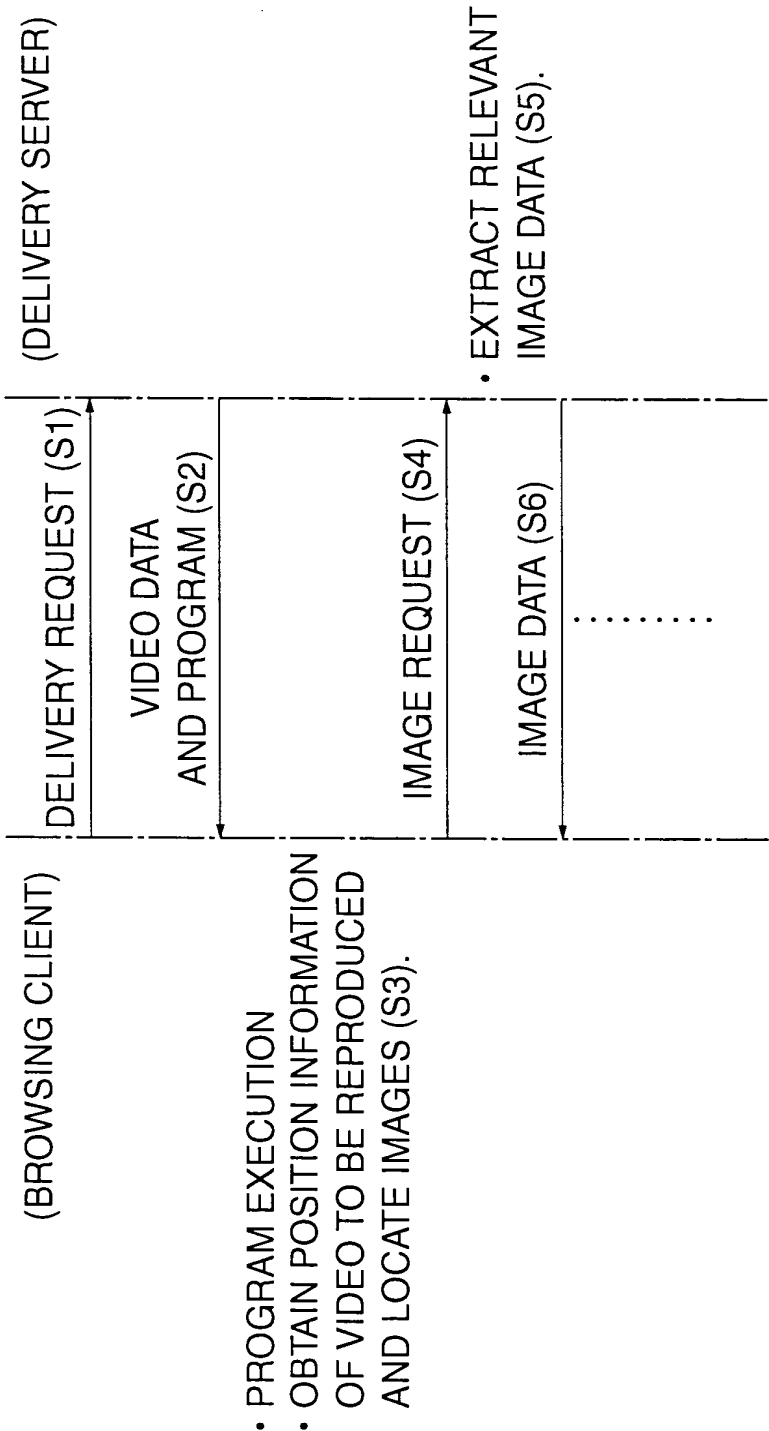 (BROWSING CLIENT)
(DELIVERY SERVER)
DELIVERY REQUEST (S1)
VIDEO DATA
AND PROGRAM (S2)
• PROGRAM EXECUTION
• OBTAIN POSITION INFORMATION
OF VIDEO TO BE REPRODUCED
AND LOCATE IMAGES (S3).
IMAGE REQUEST (S4)
• EXTRACT RELEVANT
IMAGE DATA (S5).
IMAGE DATA (S6)